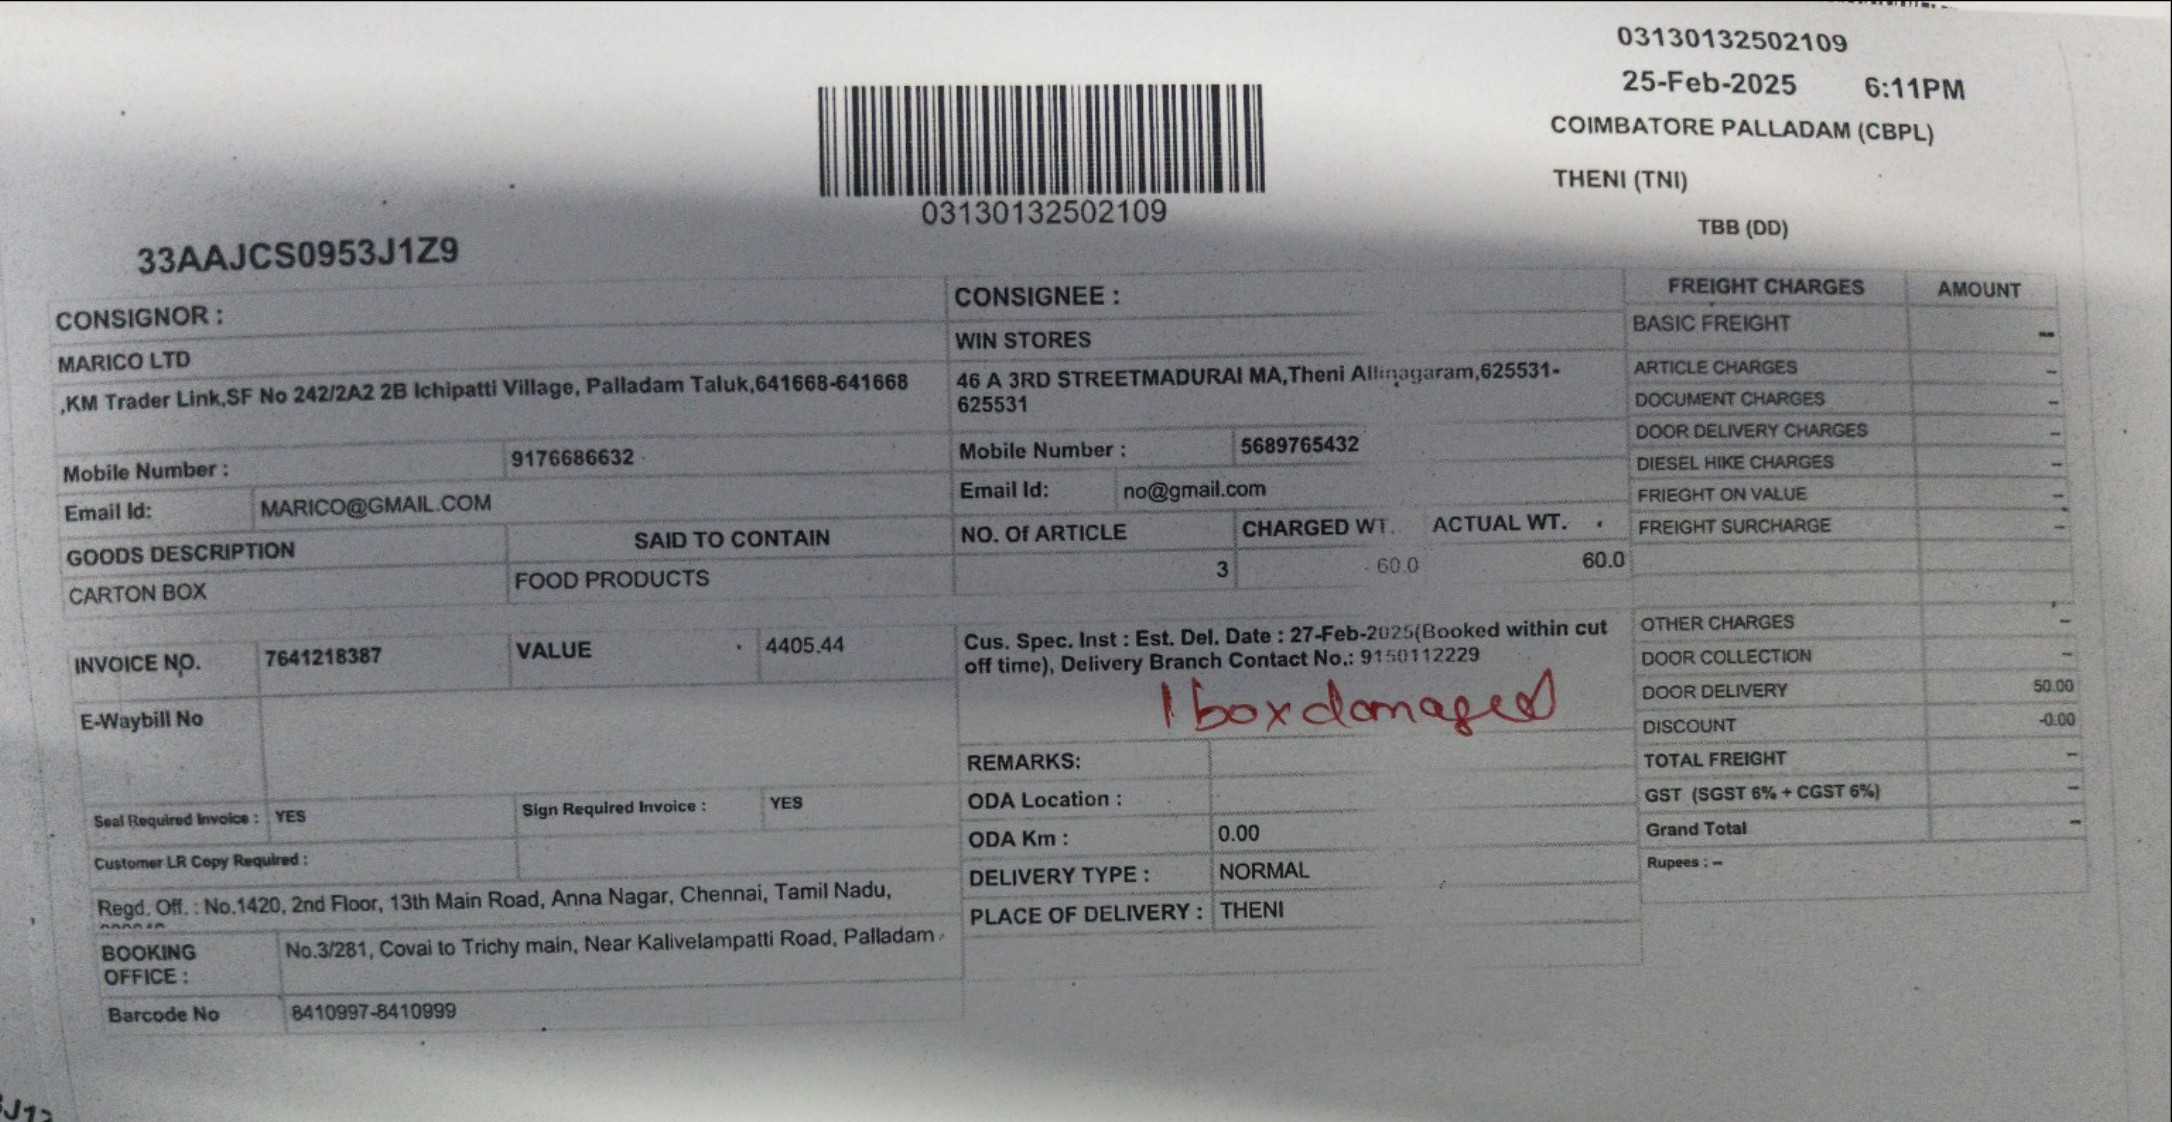 03130132502109
25-Feb-2025 6:11PM
COIMBATORE PALLADAM (CBPL)
THENI (TNI)
TBB (DD)
03130132502109
33AAJCS0953J1Z9
CONSIGNOR :
MARICO LTD
,KM Trader Link,SF No 242/2A2 2B Ichipatti Village, Palladam Taluk,641668-641668
Mobile Number : 9176686632
Email Id: MARICO@GMAIL.COM
GOODS DESCRIPTION SAID TO CONTAIN
CARTON BOX FOOD PRODUCTS
INVOICE NO. 7641218387 VALUE 4405.44
E-Waybill No
Seal Required Invoice : YES Sign Required Invoice : YES
Customer LR Copy Required :
Regd. Off. : No.1420, 2nd Floor, 13th Main Road, Anna Nagar, Chennai, Tamil Nadu,
BOOKING OFFICE : No.3/281, Covai to Trichy main, Near Kalivelampatti Road, Palladam
Barcode No 8410997-8410999
CONSIGNEE :
WIN STORES
46 A 3RD STREETMADURAI MA,Theni Allinagaram,625531-
625531
Mobile Number : 5689765432
Email Id: no@gmail.com
NO. Of ARTICLE CHARGED WT. ACTUAL WT.
3 60.0 60.0
Cus. Spec. Inst : Est. Del. Date : 27-Feb-2025(Booked within cut
off time), Delivery Branch Contact No.: 9150112229
1 box damaged
REMARKS:
ODA Location :
ODA Km : 0.00
DELIVERY TYPE : NORMAL
PLACE OF DELIVERY : THENI
FREIGHT CHARGES AMOUNT
BASIC FREIGHT --
ARTICLE CHARGES --
DOCUMENT CHARGES --
DOOR DELIVERY CHARGES --
DIESEL HIKE CHARGES --
FRIEGHT ON VALUE --
FREIGHT SURCHARGE --
OTHER CHARGES --
DOOR COLLECTION --
DOOR DELIVERY 50.00
DISCOUNT -0.00
TOTAL FREIGHT --
GST (SGST 6% + CGST 6%) --
Grand Total --
Rupees : --